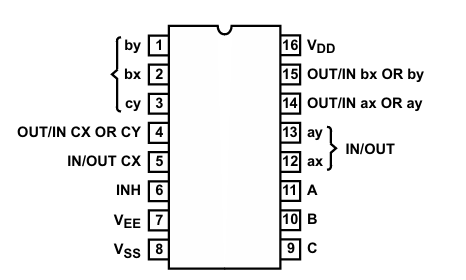 by 1 16 VDD
bx 2 15 OUT/IN bx OR by
cy 3 14 OUT/IN ax OR ay
OUT/IN CX OR CY 4 13 ay
IN/OUT
IN/OUT CX 5 12 ax
INH 6 11 A
VEE 7 10 B
VSS 8 9 C